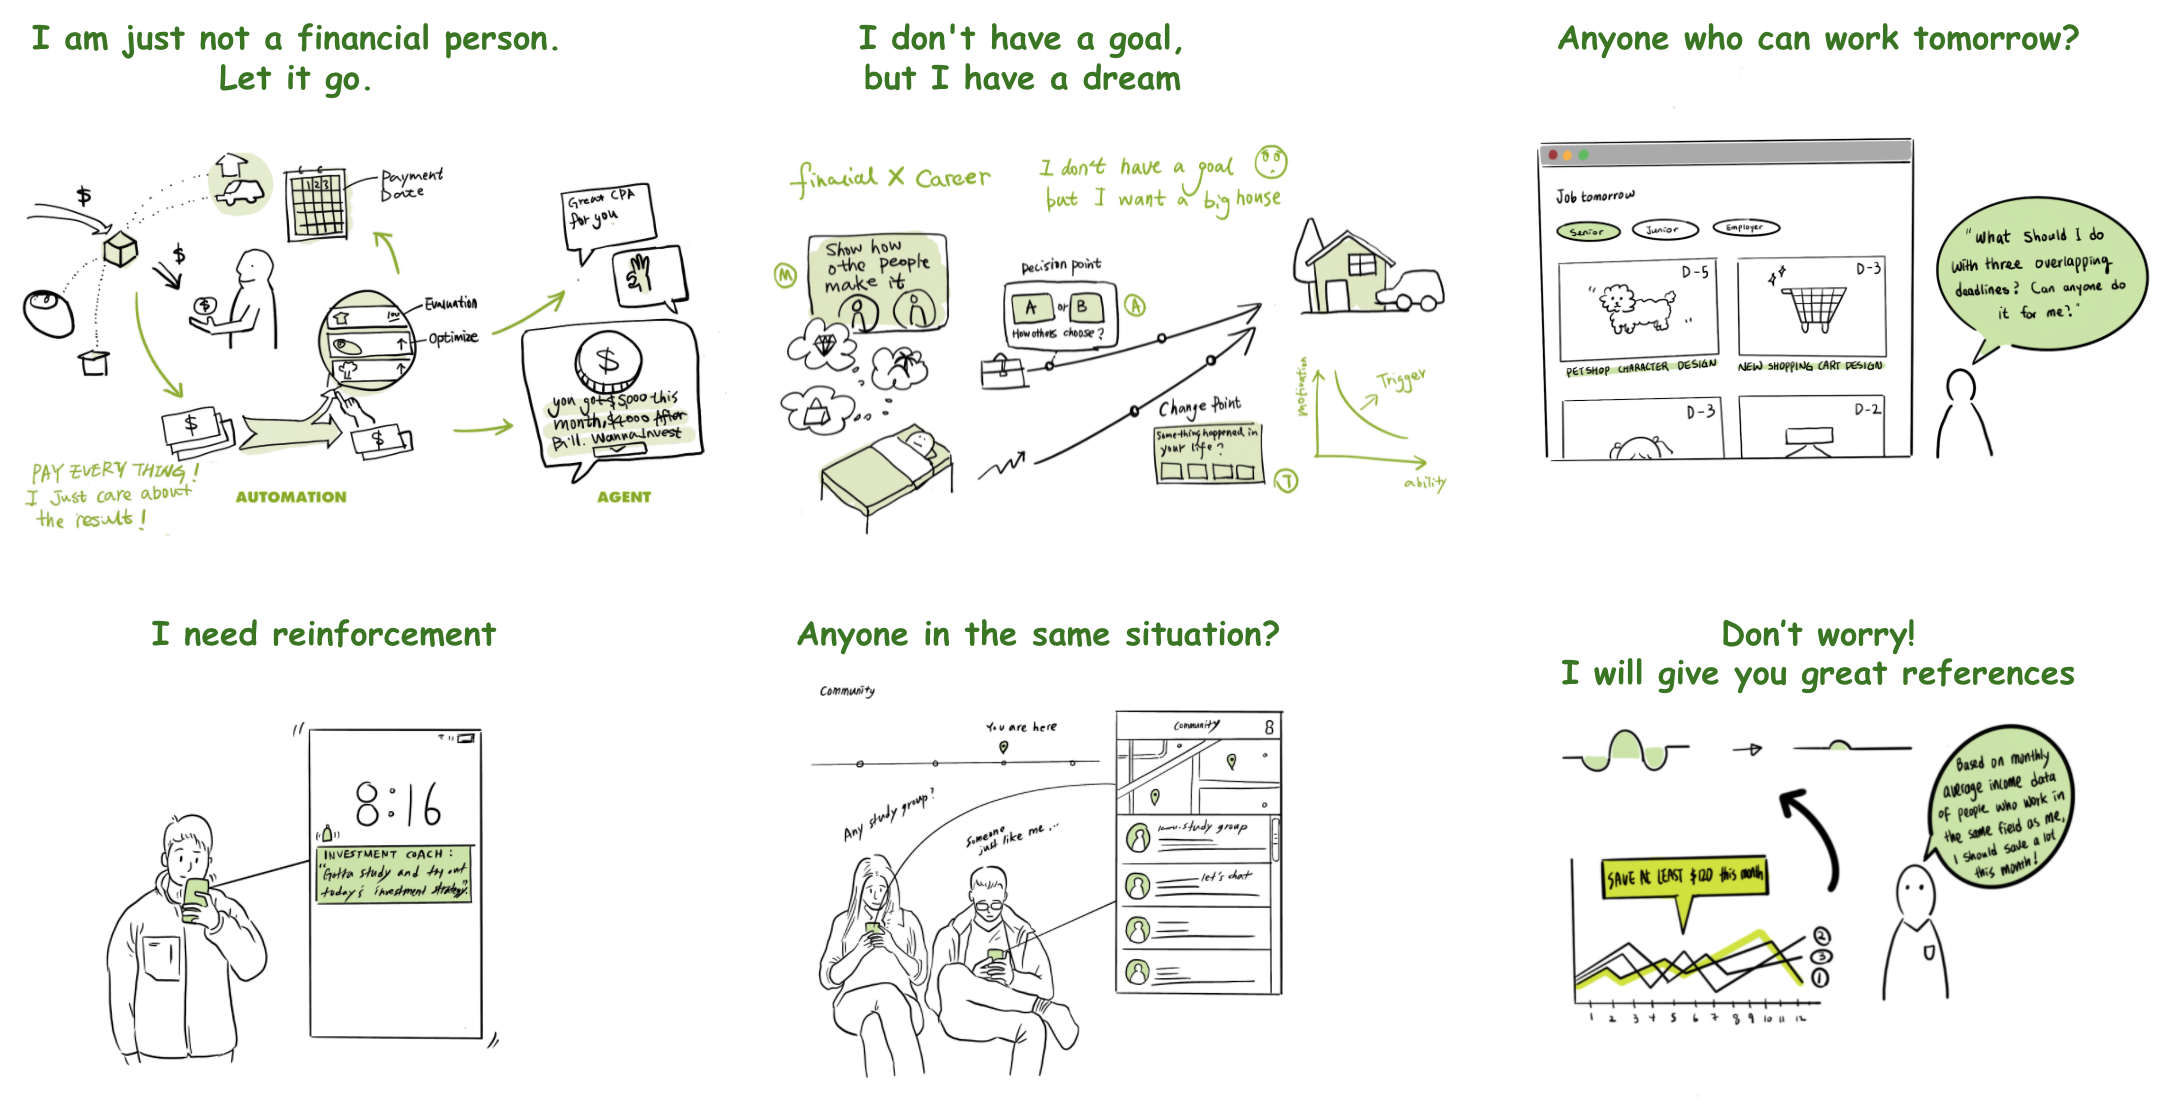 I am just not a financial person.
Let it go.
$
$
$
1 2 3
Payment
Date
Great CPA
for you
Evaluation
low
Optimize
$
you got $5,000 this
month, $4,000 After
Bill. Wanna Invest
$
$
PAY EVERY THING!
I Just care about
the results!
AUTOMATION
AGENT
I don't have a goal,
but I have a dream
finacial X Career
I don't have a goal
but I want a big house
M
Show how
othe people
make it
Decision point
A or B
How others choose?
A
Change Point
Something happened in
your life?
T
motivation
Trigger
ability
Anyone who can work tomorrow?
Job tomorrow
Senior
Junior
Employer
D-5
D-3
PETSHOP CHARACTER DESIGN
NEW SHOPPING CART DESIGN
D-3
D-2
"What should I do
with three overlapping
deadlines? Can anyone do
it for me?"
I need reinforcement
8:16
INVESTMENT COACH:
"Gotta study and try out
today's investment strategy."
Anyone in the same situation?
Community
You are here
Any study group?
Someone
just like me...
Community
8
study group
let's chat
Don't worry!
I will give you great references
Based on monthly
average income data
of people who work in
the same field as me,
I should save a lot
this month!
SAVE At LEAST $120 this month
2
3
1
1 2 3 4 5 6 7 8 9 10 11 12